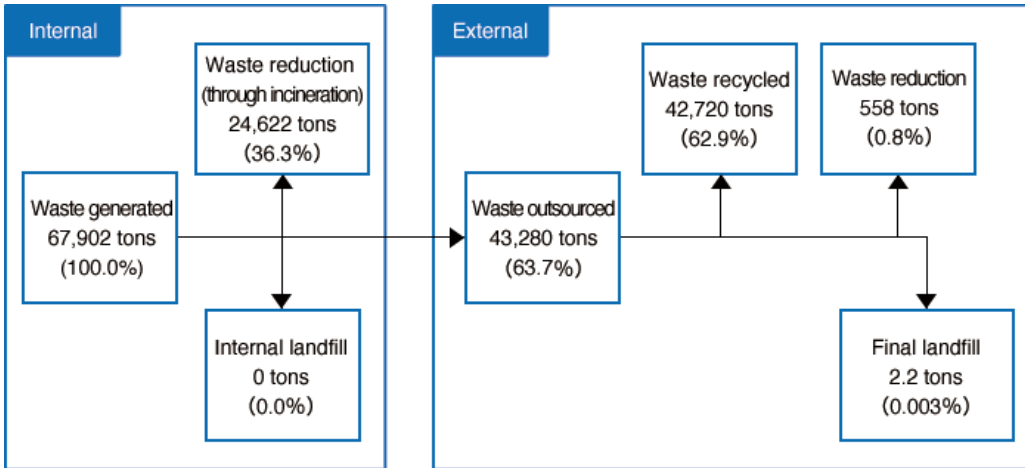 Internal
Waste reduction
(through incineration)
24,622 tons
(36.3%)
Waste generated
67,902 tons
(100.0%)
Internal landfill
0 tons
(0.0%)
External
Waste recycled
42,720 tons
(62.9%)
Waste reduction
558 tons
(0.8%)
Waste outsourced
43,280 tons
(63.7%)
Final landfill
2.2 tons
(0.003%)